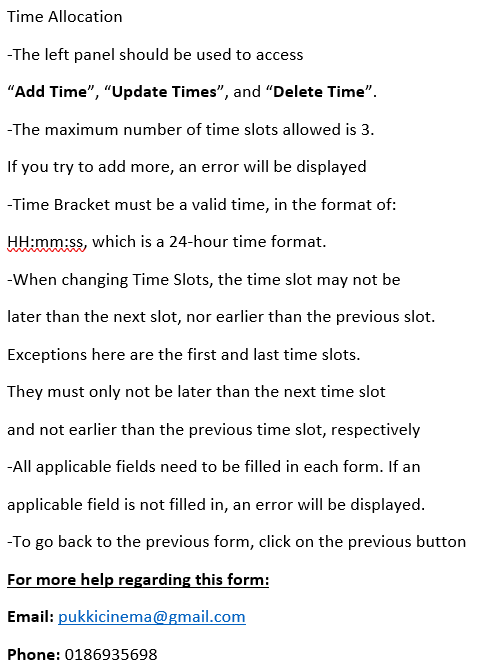 Time Allocation
-The left panel should be used to access
“Add Time”, “Update Times”, and “Delete Time”.
-The maximum number of time slots allowed is 3.
If you try to add more, an error will be displayed
-Time Bracket must be a valid time, in the format of:
HH:mm:ss, which is a 24-hour time format.
-When changing Time Slots, the time slot may not be
later than the next slot, nor earlier than the previous slot.
Exceptions here are the first and last time slots.
They must only not be later than the next time slot
and not earlier than the previous time slot, respectively
-All applicable fields need to be filled in each form. If an
applicable field is not filled in, an error will be displayed.
-To go back to the previous form, click on the previous button
For more help regarding this form:
Email: pukkicinema@gmail.com
Phone: 0186935698